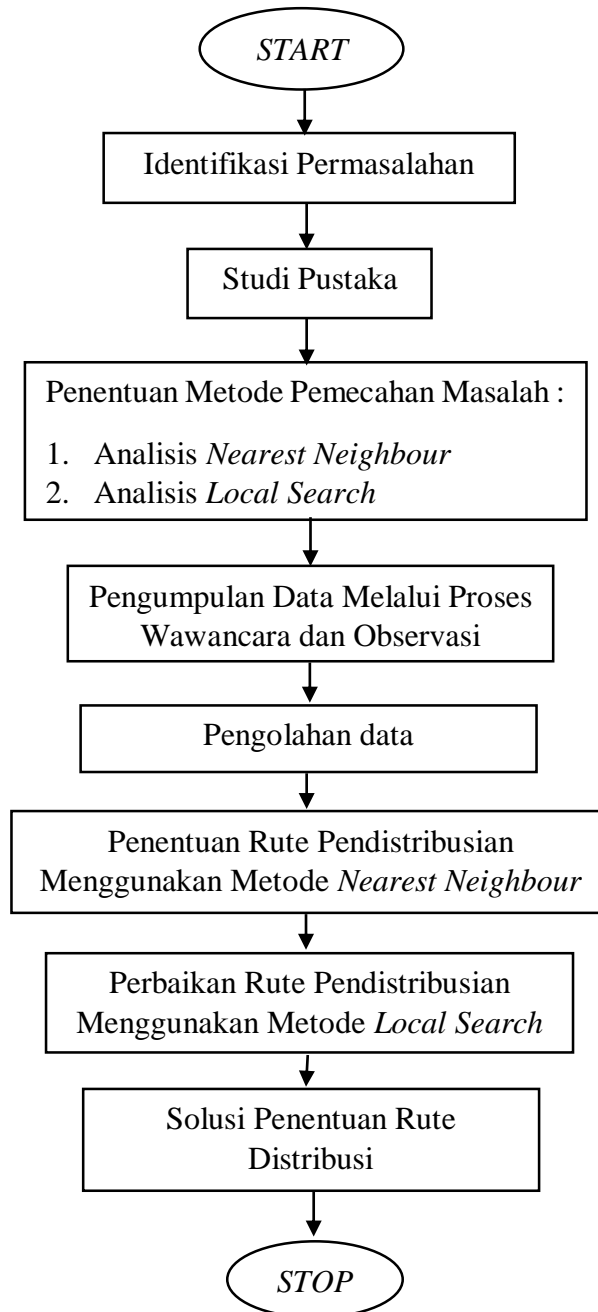 START
Identifikasi Permasalahan
Studi Pustaka
Penentuan Metode Pemecahan Masalah :
1. Analisis Nearest Neighbour
2. Analisis Local Search
Pengumpulan Data Melalui Proses
Wawancara dan Observasi
Pengolahan data
Penentuan Rute Pendistribusian
Menggunakan Metode Nearest Neighbour
Perbaikan Rute Pendistribusian
Menggunakan Metode Local Search
Solusi Penentuan Rute
Distribusi
STOP